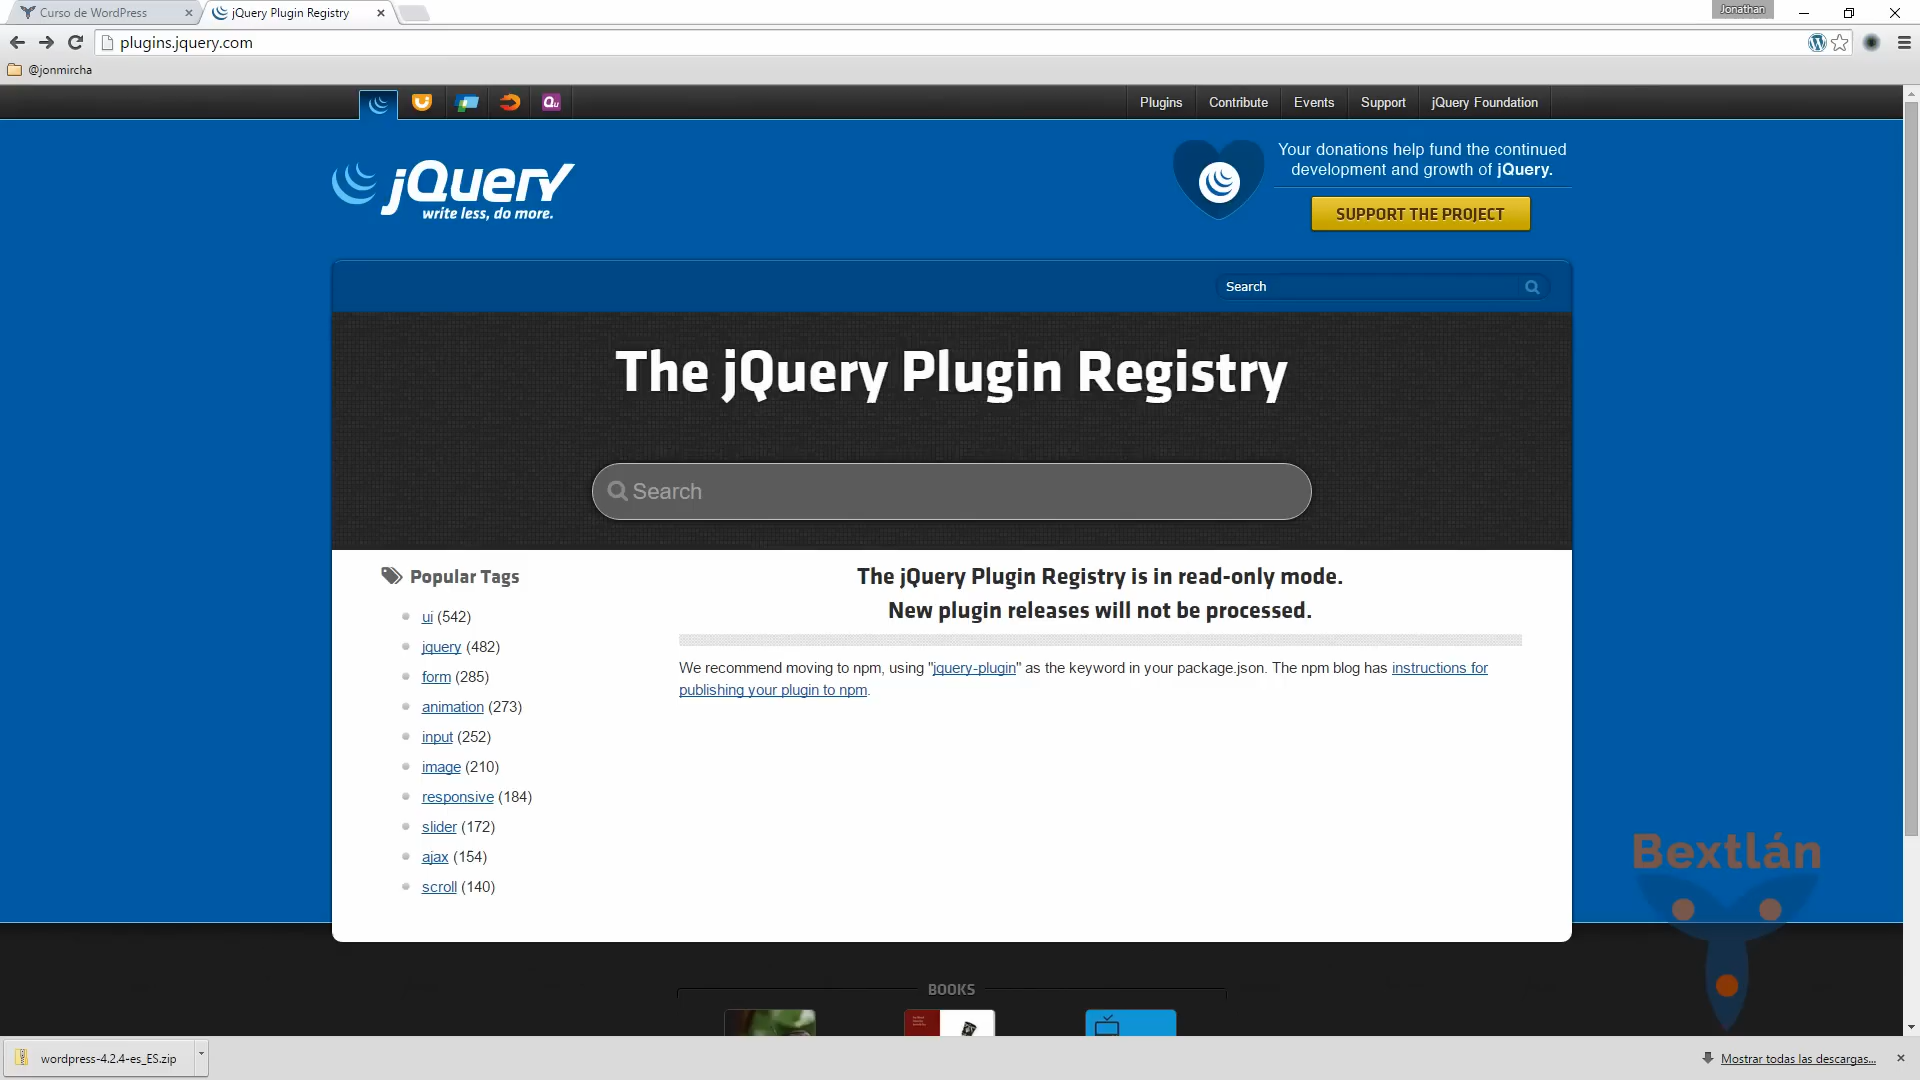 Curso de WordPress
jQuery Plugin Registry
Jonathan
plugins.jquery.com
@jonmircha
Qu
Plugins
Contribute
Events
Support
jQuery Foundation
jQuery
write less, do more.
Your donations help fund the continued
development and growth of jQuery.
SUPPORT THE PROJECT
Search
The jQuery Plugin Registry
Search
Popular Tags
ui (542)
jquery (482)
form (285)
animation (273)
input (252)
image (210)
responsive (184)
slider (172)
ajax (154)
scroll (140)
The jQuery Plugin Registry is in read-only mode.
New plugin releases will not be processed.
We recommend moving to npm, using "jquery-plugin" as the keyword in your package.json. The npm blog has instructions for
publishing your plugin to npm.
Bextlán
BOOKS
wordpress-4.2.4-es_ES.zip
Mostrar todas las descargas...